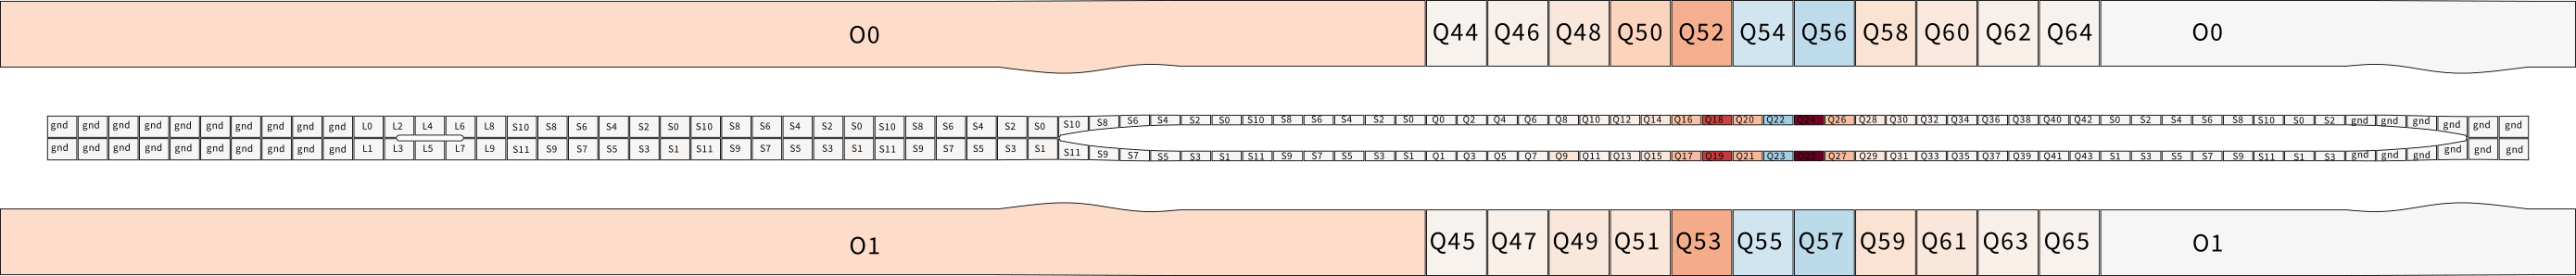 O0 Q44 Q46 Q48 Q50 Q52 Q54 Q56 Q58 Q60 Q62 Q64 O0
gnd gnd gnd gnd gnd gnd gnd gnd gnd gnd L0 L2 L4 L6 L8 S10 S8 S6 S4 S2 S0 S10 S8 S6 S4 S2 S0 S10 S8 S6 S4 S2 S0 S10 S8 S6 S4 S2 S0 S10 S8 S6 S4 S2 S0 Q0 Q2 Q4 Q6 Q8 Q10 Q12 Q14 Q16 Q18 Q20 Q22 Q24 Q26 Q28 Q30 Q32 Q34 Q36 Q38 Q40 Q42 S0 S2 S4 S6 S8 S10 S0 S2 gnd gnd gnd gnd gnd gnd
gnd gnd gnd gnd gnd gnd gnd gnd gnd gnd L1 L3 L5 L7 L9 S11 S9 S7 S5 S3 S1 S11 S9 S7 S5 S3 S1 S11 S9 S7 S5 S3 S1 S11 S9 S7 S5 S3 S1 S11 S9 S7 S5 S3 S1 Q1 Q3 Q5 Q7 Q9 Q11 Q13 Q15 Q17 Q19 Q21 Q23 Q25 Q27 Q29 Q31 Q33 Q35 Q37 Q39 Q41 Q43 S1 S3 S5 S7 S9 S11 S1 S3 gnd gnd gnd gnd gnd gnd
O1 Q45 Q47 Q49 Q51 Q53 Q55 Q57 Q59 Q61 Q63 Q65 O1